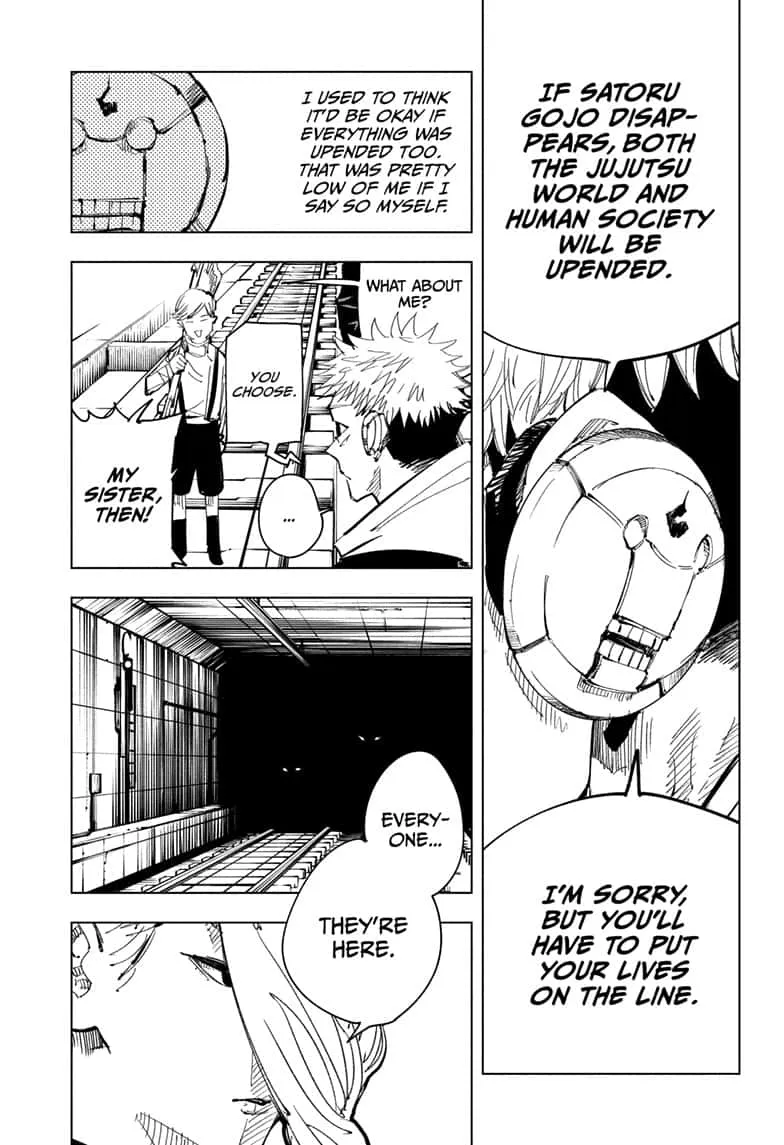 IF SATORU
GOJO DISAP-
PEARS, BOTH
THE JUJUTSU
WORLD AND
HUMAN SOCIETY
WILL BE
UPENDED.
I'M SORRY,
BUT YOU'LL
HAVE TO PUT
YOUR LIVES
ON THE LINE.
I USED TO THINK
IT'D BE OKAY IF
EVERYTHING WAS
UPENDED TOO.
THAT WAS PRETTY
LOW OF ME IF I
SAY SO MYSELF.
WHAT ABOUT
ME?
YOU
CHOOSE.
MY
SISTER,
THEN!
...
EVERY-
ONE...
THEY'RE
HERE.